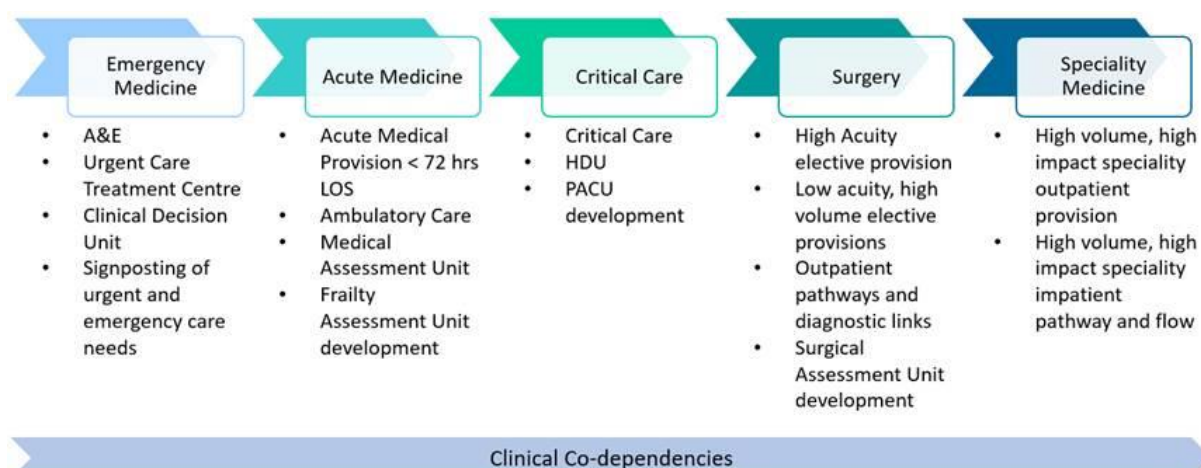 Emergency
Medicine
• A&E
• Urgent Care
Treatment Centre
• Clinical Decision
Unit
• Signposting of
urgent and
emergency care
needs
Acute Medicine
• Acute Medical
Provision < 72 hrs
LOS
• Ambulatory Care
• Medical
Assessment Unit
• Frailty
Assessment Unit
development
Critical Care
• Critical Care
• HDU
• PACU
development
Surgery
• High Acuity
elective provision
• Low acuity, high
volume elective
provisions
• Outpatient
pathways and
diagnostic links
• Surgical
Assessment Unit
development
Speciality
Medicine
• High volume, high
impact speciality
outpatient
provision
• High volume, high
impact speciality
impatient
pathway and flow
Clinical Co-dependencies